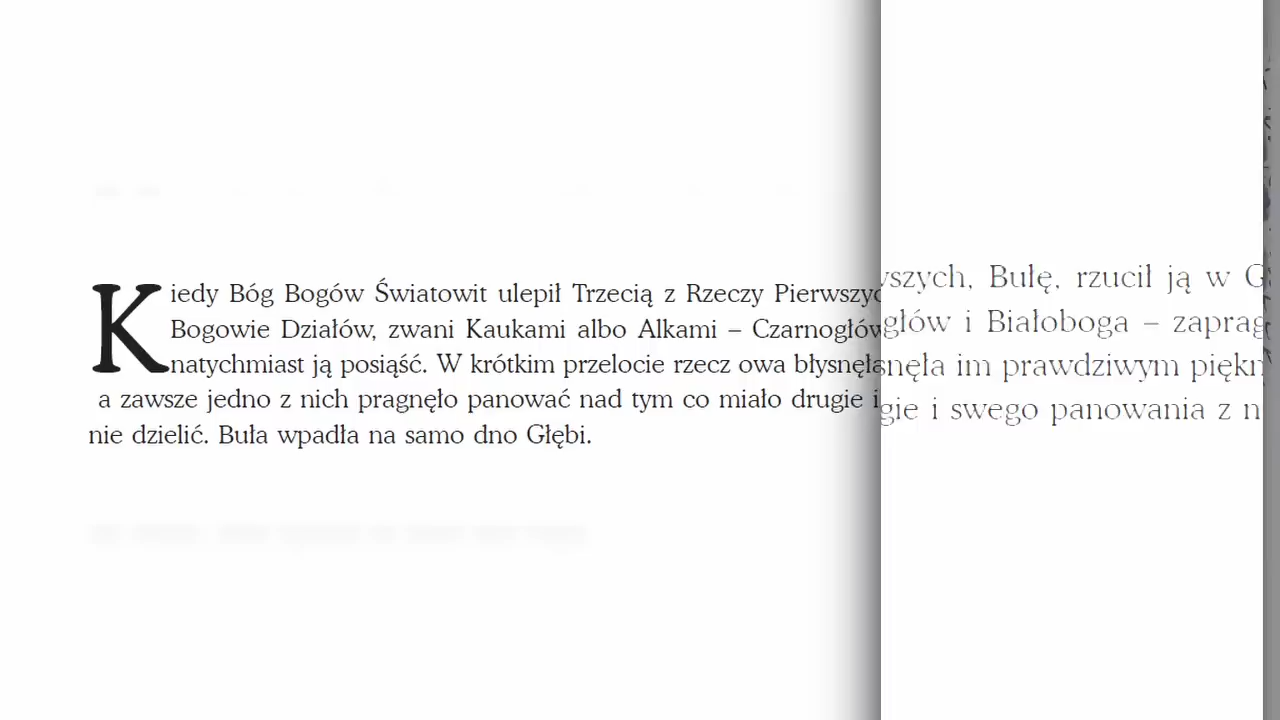 Kiedy Bóg Bogów Światowit ulepił Trzecią z Rzeczy Pierwszyc
Bogowie Działów, zwani Kaukami albo Alkami – Czarnogłów
natychmiast ją posiąść. W krótkim przelocie rzecz owa błysnęła
a zawsze jedno z nich pragnęło panować nad tym co miało drugie i
nie dzielić. Buła wpadła na samo dno Głębi.
szych, Bułę, rzucił ją w G
głów i Białoboga – zaprag
snęła im prawdziwym piękn
gie i swego panowania z n